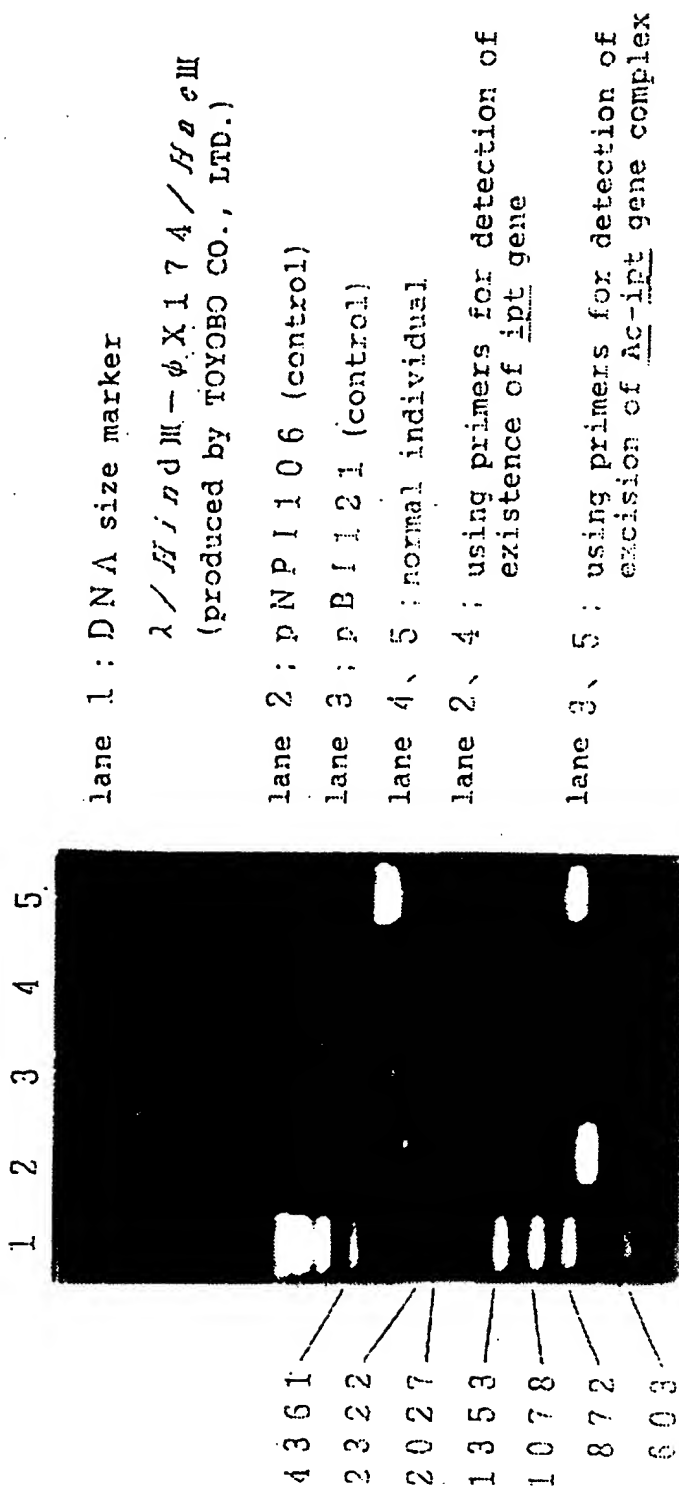 1 2 3 4 5
4361
2322
2027
1353
1078
872
603
lane 1 ; DNA size marker
λ／HindⅢ－φX174／HaeⅢ
(produced by TOYOBO CO., LTD.)
lane 2 ; pNPI106 (control)
lane 3 ; pBI121 (control)
lane 4、5 ; normal individual
lane 2、4 ; using primers for detection of
existence of ipt gene
lane 3、5 ; using primers for detection of
excision of Ac-ipt gene complex